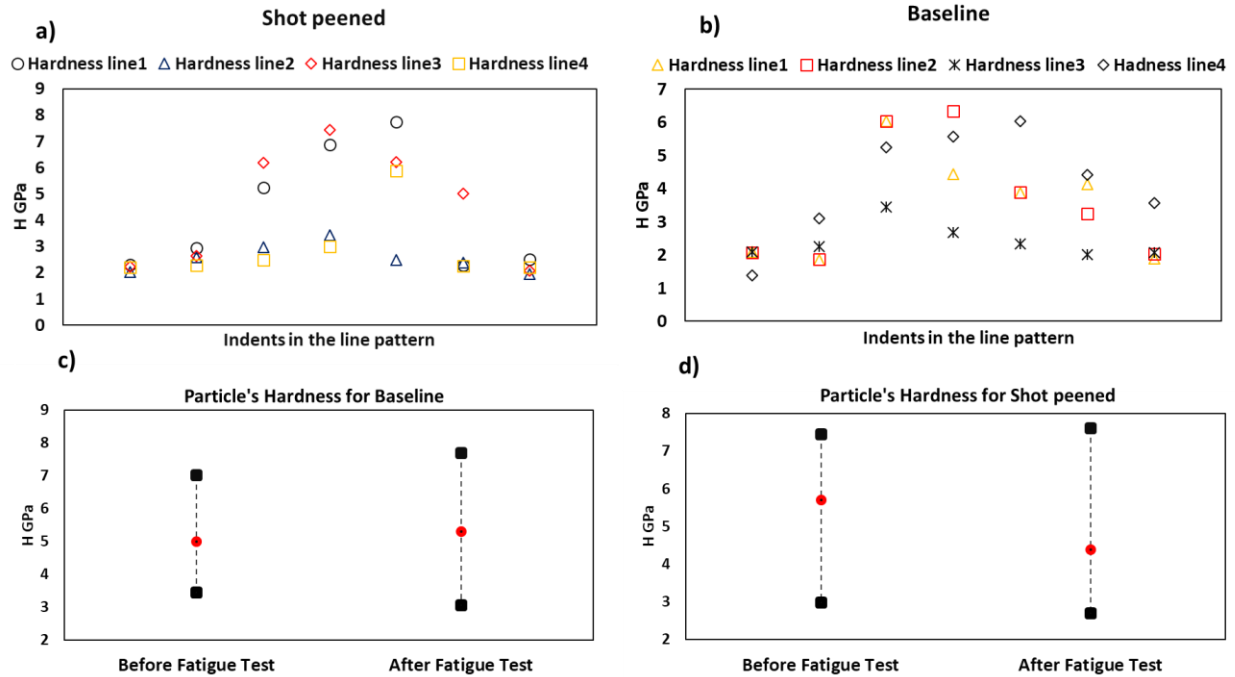 a)
Shot peened
Hardness line1 Hardness line2 Hardness line3 Hardness line4
9
8
7
6
5
4
3
2
1
0
H GPa
Indents in the line pattern
b)
Baseline
Hardness line1 Hardness line2 Hardness line3 Hadness line4
7
6
5
4
3
2
1
0
H GPa
Indents in the line pattern
c)
Particle's Hardness for Baseline
9
8
7
6
5
4
3
2
H GPa
Before Fatigue Test After Fatigue Test
d)
Particle's Hardness for Shot peened
8
7
6
5
4
3
2
H GPa
Before Fatigue Test After Fatigue Test